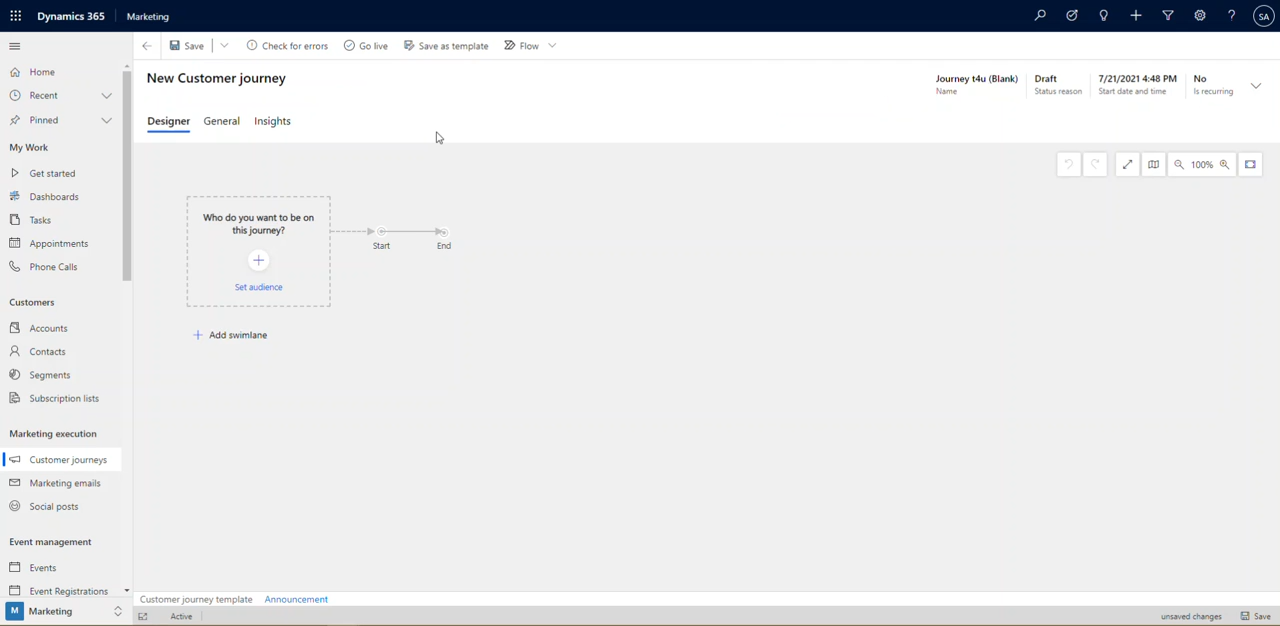 Dynamics 365 Marketing SA
Save Check for errors Go live Save as template Flow
Home
Recent
Pinned
My Work
Get started
Dashboards
Tasks
Appointments
Phone Calls
Customers
Accounts
Contacts
Segments
Subscription lists
Marketing execution
Customer journeys
Marketing emails
Social posts
Event management
Events
Event Registrations
M Marketing
New Customer journey
Journey t4u (Blank) Draft 7/21/2021 4:48 PM No
Name Status reason Start date and time Is recurring
Designer General Insights
100%
Who do you want to be on
this journey?
Set audience
Start End
Add swimlane
Customer journey template Announcement
Active unsaved changes Save